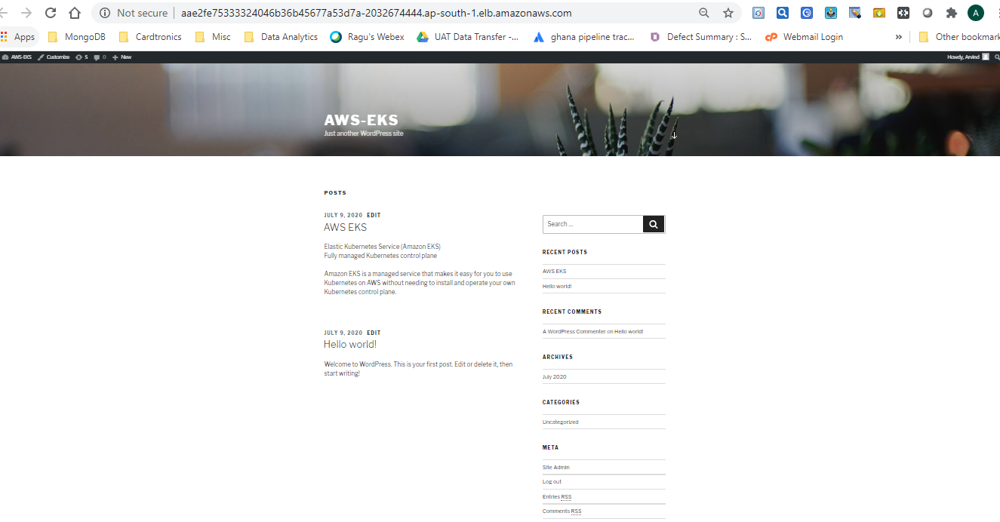 Not secure
aae2fe75333324046b36b45677a53d7a-2032674444.ap-south-1.elb.amazonaws.com
A
Apps
MongoDB
Cardtronics
Misc
Data Analytics
Ragu's Webex
UAT Data Transfer -...
ghana pipeline trac...
Defect Summary : S...
Webmail Login
»
Other bookmark
AWS-EKS
Customize
5
0
New
Howdy, Arvind
AWS-EKS
Just another WordPress site
POSTS
JULY 9, 2020 EDIT
AWS EKS
Elastic Kubernetes Service (Amazon EKS)
Fully managed Kubernetes control plane
Amazon EKS is a managed service that makes it easy for you to use
Kubernetes on AWS without needing to install and operate your own
Kubernetes control plane.
JULY 9, 2020 EDIT
Hello world!
Welcome to WordPress. This is your first post. Edit or delete it, then
start writing!
Search ...
RECENT POSTS
AWS EKS
Hello world!
RECENT COMMENTS
A WordPress Commenter on Hello world!
ARCHIVES
July 2020
CATEGORIES
Uncategorized
META
Site Admin
Log out
Entries RSS
Comments RSS